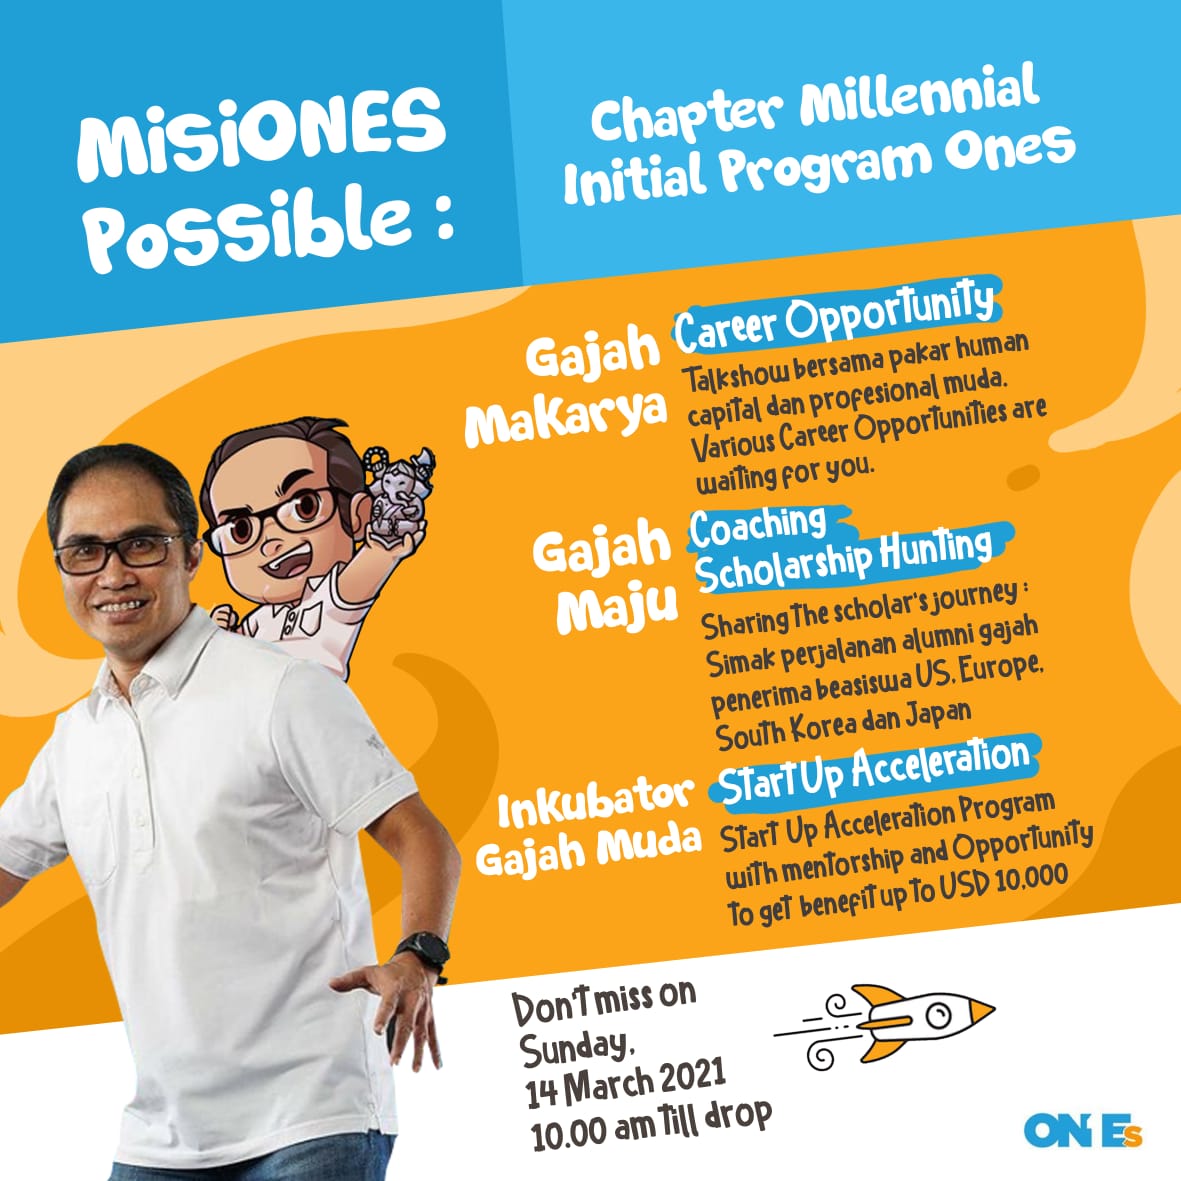 MisiONES
Possible :
Chapter Millennial
Initial Program Ones
Gajah
Makarya
Career Opportunity
Talkshow bersama pakar human
capital dan profesional muda.
Various Career Opportunities are
waiting for you.
Gajah
Maju
Coaching
Scholarship Hunting
Sharing The scholar's journey :
Simak perjalanan alumni gajah
penerima beasiswa US, Europe,
South Korea dan Japan
Inkubator
Gajah Muda
Start Up Acceleration
Start Up Acceleration Program
with mentorship and Opportunity
to get benefit up to USD 10.000
Don't miss on
Sunday,
14 March 2021
10.00 am till drop
ONEs